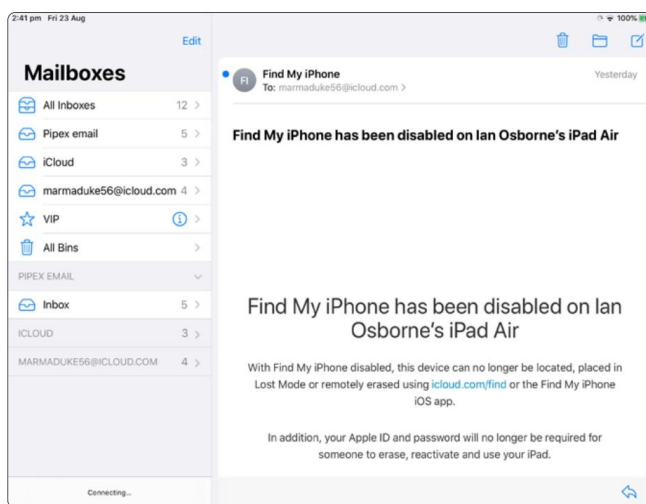 2:41 pm Fri 23 Aug
100%
Edit
Mailboxes
All Inboxes 12
Pipex email 5
iCloud 3
marmaduke56@icloud.com 4
VIP
All Bins
PIPEX EMAIL
Inbox 5
ICLOUD 3
MARMADUKE56@ICLOUD.COM 4
Connecting...
FI
Find My iPhone
Yesterday
To: marmaduke56@icloud.com
Find My iPhone has been disabled on Ian Osborne's iPad Air
Find My iPhone has been disabled on Ian
Osborne's iPad Air
With Find My iPhone disabled, this device can no longer be located, placed in
Lost Mode or remotely erased using icloud.com/find or the Find My iPhone
iOS app.
In addition, your Apple ID and password will no longer be required for
someone to erase, reactivate and use your iPad.